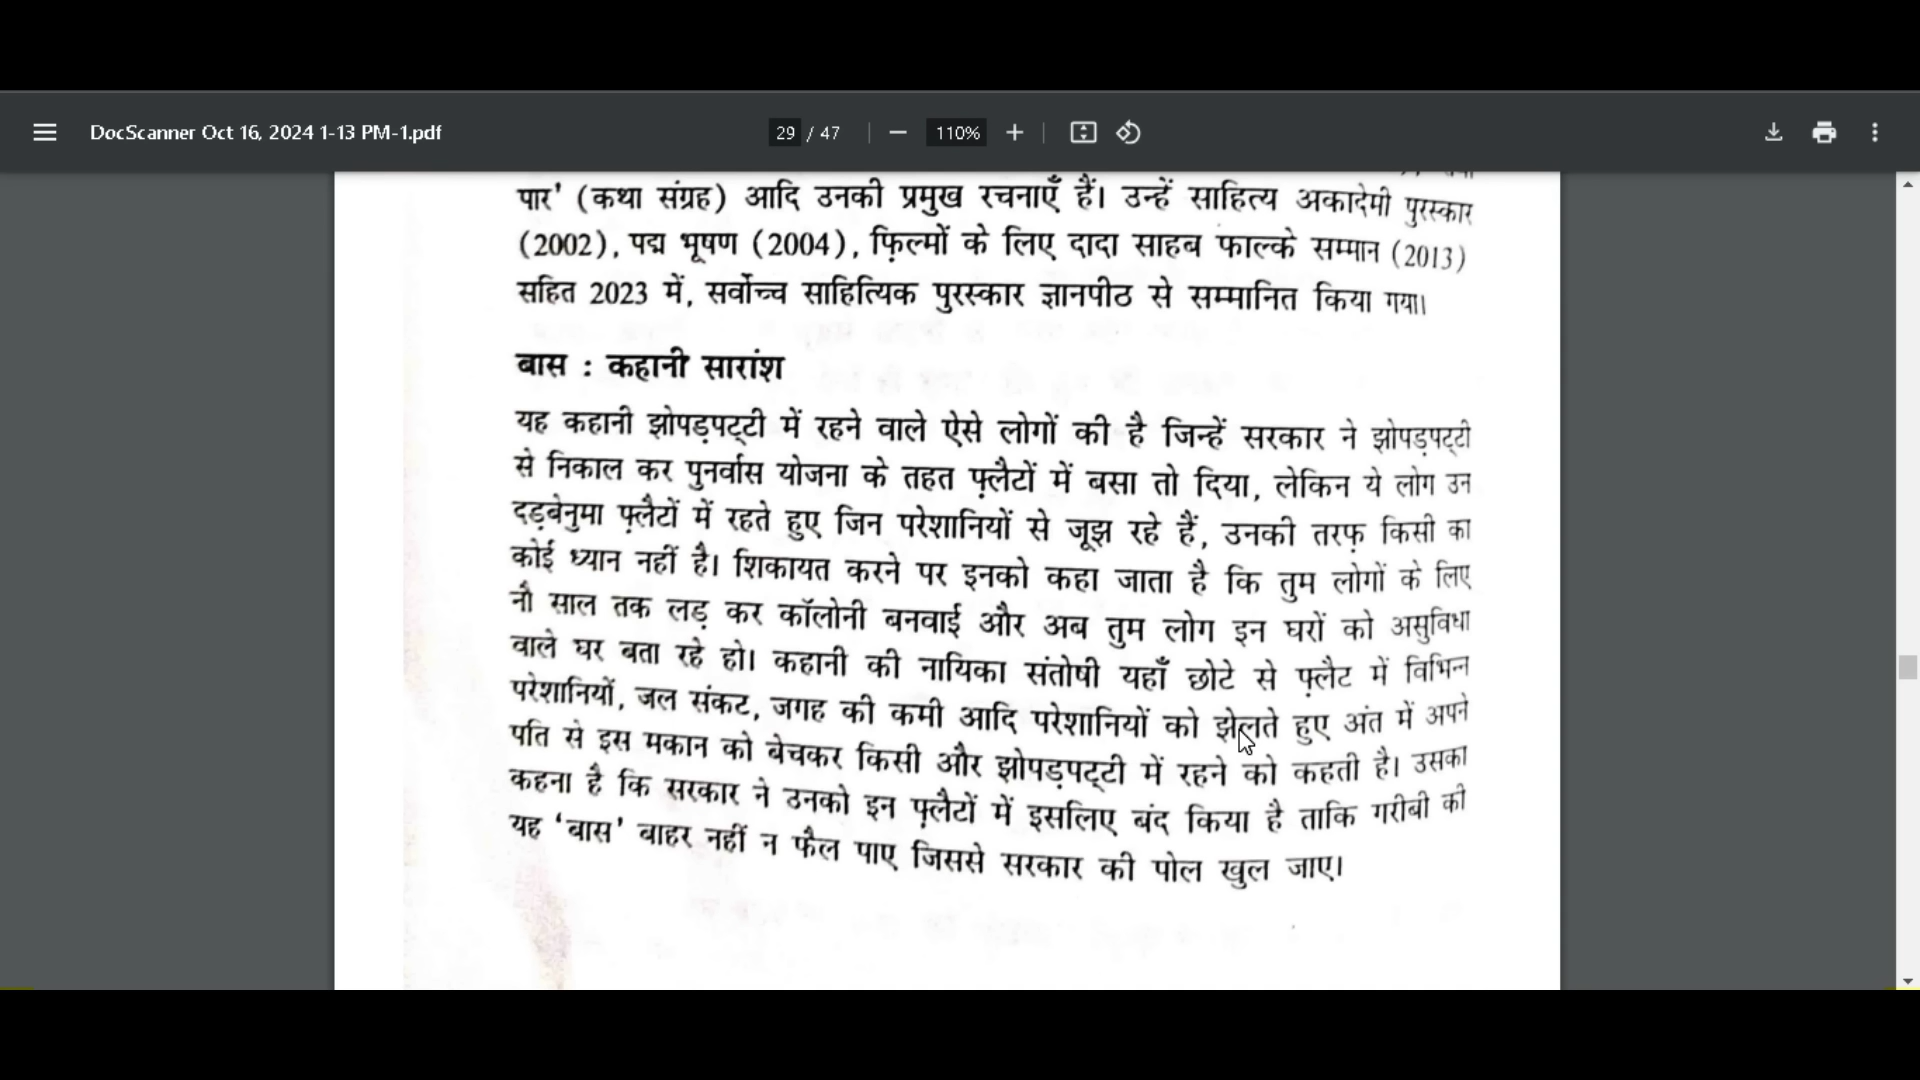 DocScanner Oct 16, 2024 1-13 PM-1.pdf
29 / 47
110%
पार' (कथा संग्रह) आदि उनकी प्रमुख रचनाएँ हैं। उन्हें साहित्य अकादेमी पुरस्कार
(2002), पद्म भूषण (2004), फ़िल्मों के लिए दादा साहब फाल्के सम्मान (2013)
सहित 2023 में, सर्वोच्च साहित्यिक पुरस्कार ज्ञानपीठ से सम्मानित किया गया।
बास : कहानी सारांश
यह कहानी झोपड़पट्टी में रहने वाले ऐसे लोगों की है जिन्हें सरकार ने झोपड़पट्टी
से निकाल कर पुनर्वास योजना के तहत फ़्लैटों में बसा तो दिया, लेकिन ये लोग उन
दड़बेनुमा फ़्लैटों में रहते हुए जिन परेशानियों से जूझ रहे हैं, उनकी तरफ़ किसी का
कोई ध्यान नहीं है। शिकायत करने पर इनको कहा जाता है कि तुम लोगों के लिए
नौ साल तक लड़ कर कॉलोनी बनवाई और अब तुम लोग इन घरों को असुविधा
वाले घर बता रहे हो। कहानी की नायिका संतोषी यहाँ छोटे से फ़्लैट में विभिन्न
परेशानियों, जल संकट, जगह की कमी आदि परेशानियों को झेलते हुए अंत में अपने
पति से इस मकान को बेचकर किसी और झोपड़पट्टी में रहने को कहती है। उसका
कहना है कि सरकार ने उनको इन फ़्लैटों में इसलिए बंद किया है ताकि गरीबी की
यह 'बास' बाहर नहीं न फैल पाए जिससे सरकार की पोल खुल जाए।